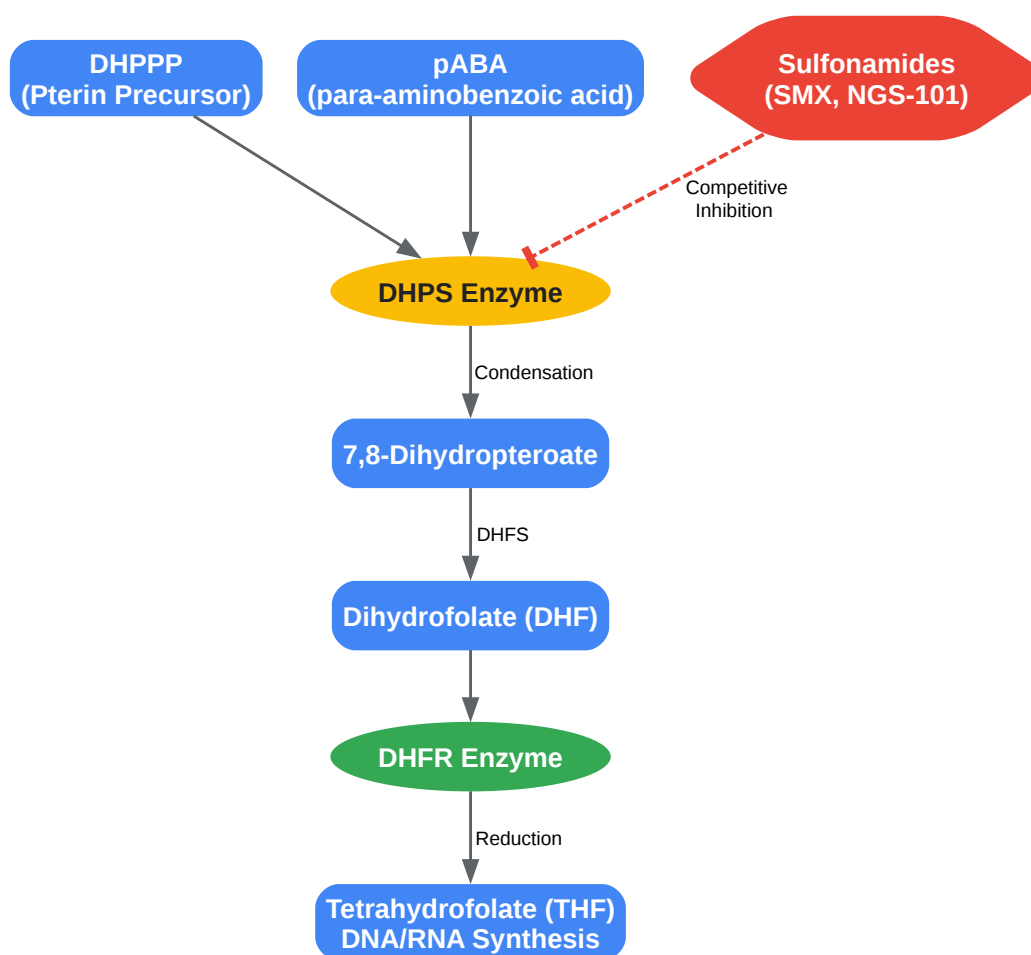 DHPPP
(Pterin Precursor)
pABA
(para-aminobenzoic acid)
Sulfonamides
(SMX, NGS-101)
Competitive
Inhibition
DHPS Enzyme
Condensation
7,8-Dihydropteroate
DHFS
Dihydrofolate (DHF)
DHFR Enzyme
Reduction
Tetrahydrofolate (THF)
DNA/RNA Synthesis